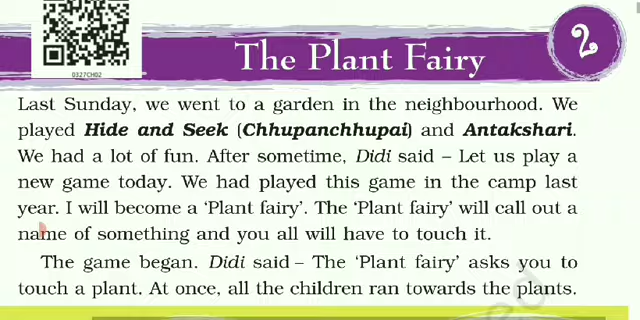 0327CH02
The Plant Fairy
2
Last Sunday, we went to a garden in the neighbourhood. We
played Hide and Seek (Chhupanchhupai) and Antakshari.
We had a lot of fun. After sometime, Didi said – Let us play a
new game today. We had played this game in the camp last
year. I will become a ‘Plant fairy’. The ‘Plant fairy’ will call out a
name of something and you all will have to touch it.
The game began. Didi said – The ‘Plant fairy’ asks you to
touch a plant. At once, all the children ran towards the plants.